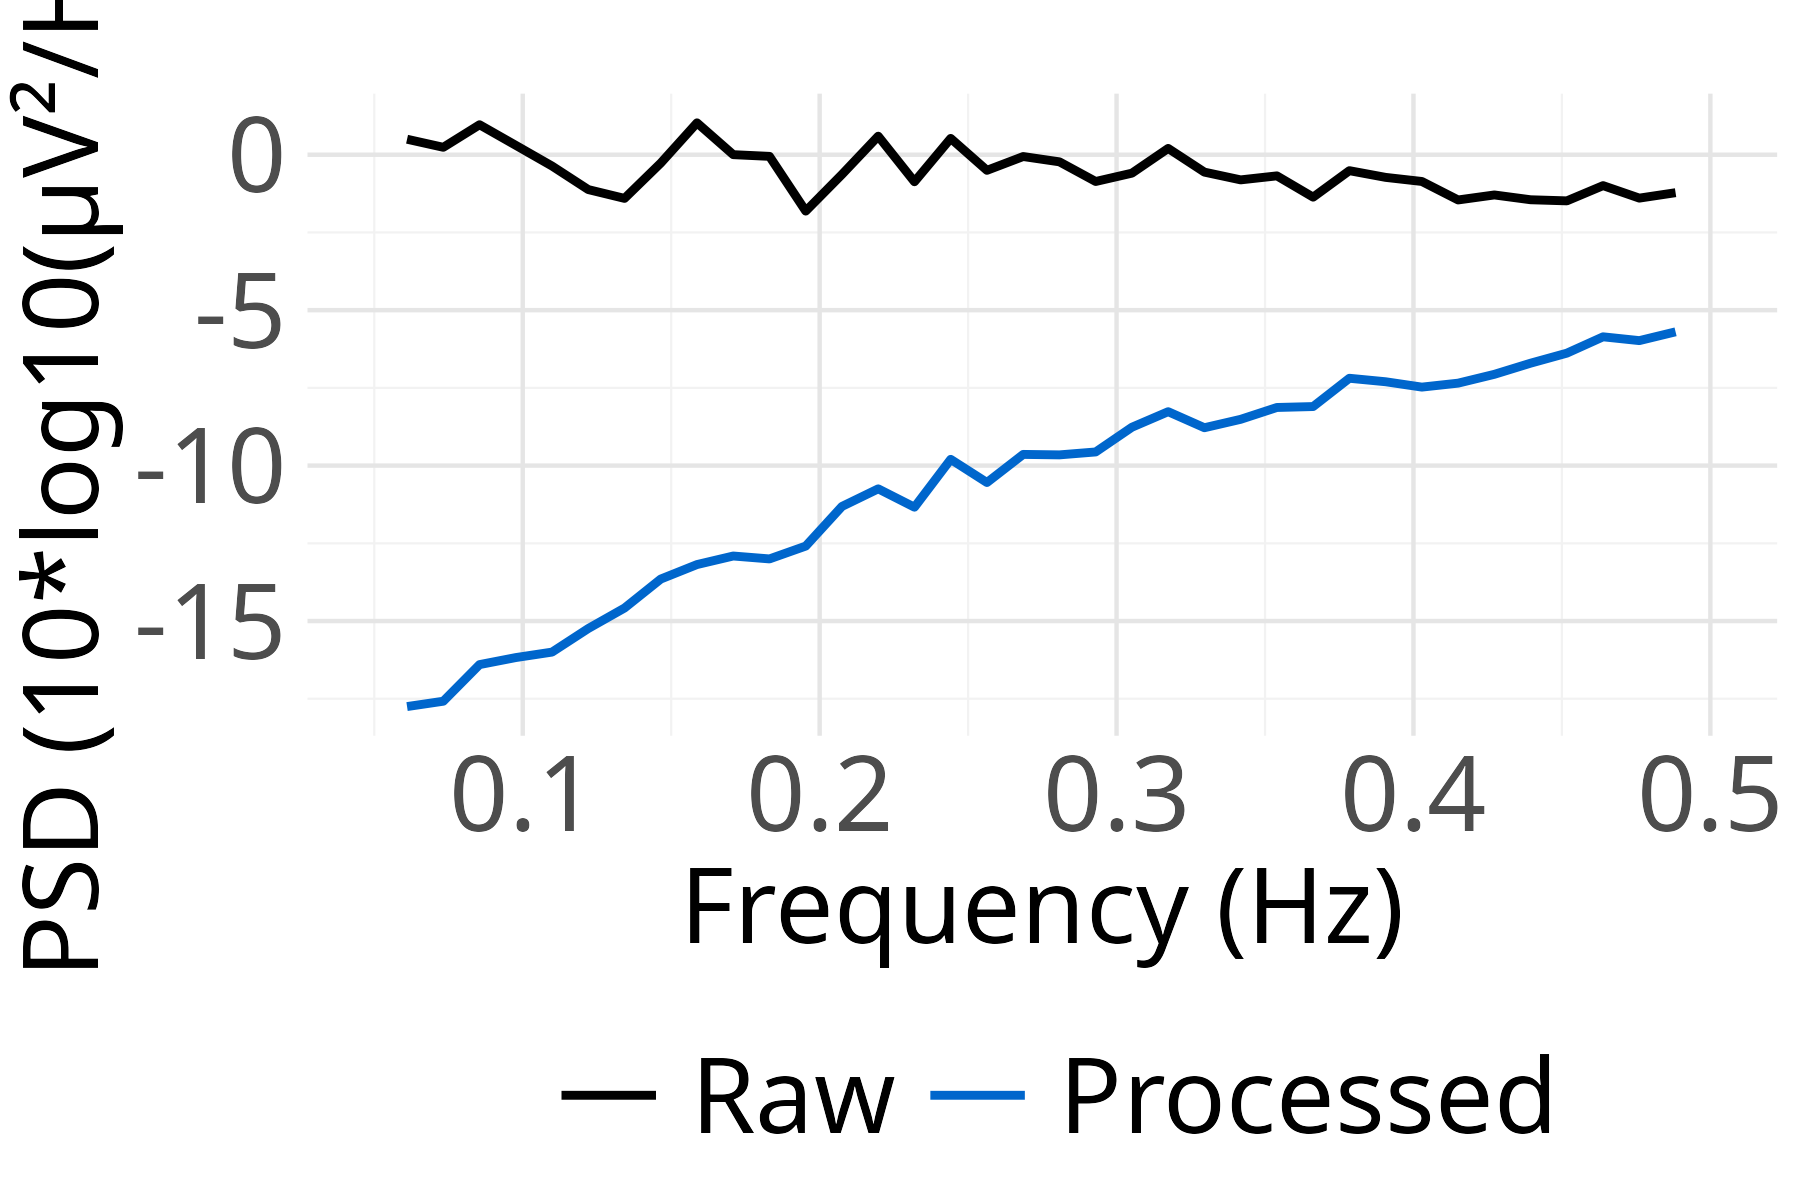 PSD (10*log10(µV²/H
0
-5
-10
-15
0.1 0.2 0.3 0.4 0.5
Frequency (Hz)
Raw Processed